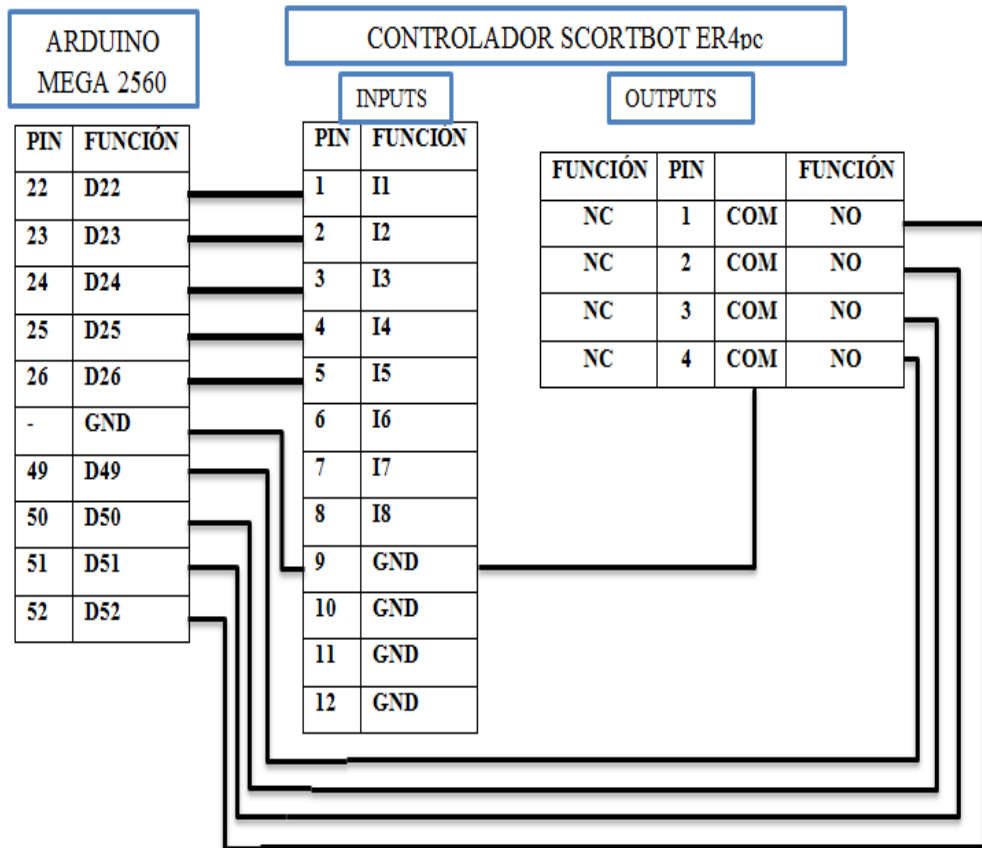 ARDUINO
MEGA 2560
CONTROLADOR SCORTBOT ER4pc
INPUTS
OUTPUTS
PIN FUNCIÓN
22 D22
23 D23
24 D24
25 D25
26 D26
- GND
49 D49
50 D50
51 D51
52 D52
PIN FUNCIÓN
1 I1
2 I2
3 I3
4 I4
5 I5
6 I6
7 I7
8 I8
9 GND
10 GND
11 GND
12 GND
FUNCIÓN PIN FUNCIÓN
NC 1 COM NO
NC 2 COM NO
NC 3 COM NO
NC 4 COM NO